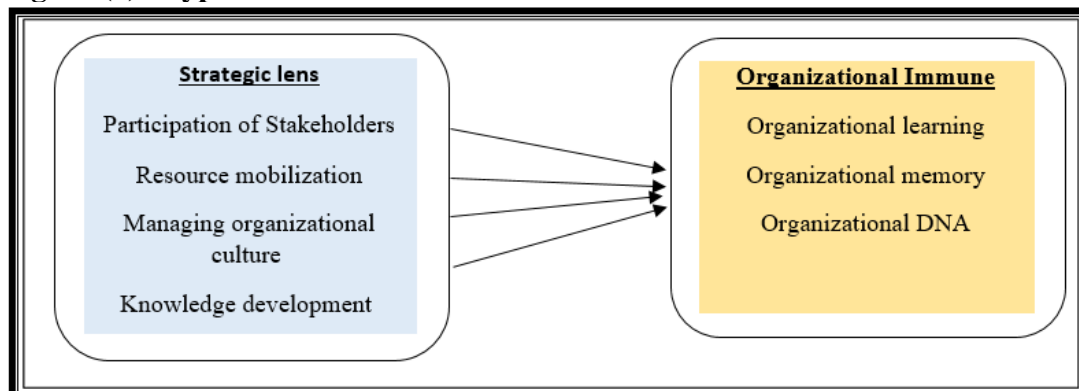 Strategic lens
Participation of Stakeholders
Resource mobilization
Managing organizational
culture
Knowledge development
Organizational Immune
Organizational learning
Organizational memory
Organizational DNA